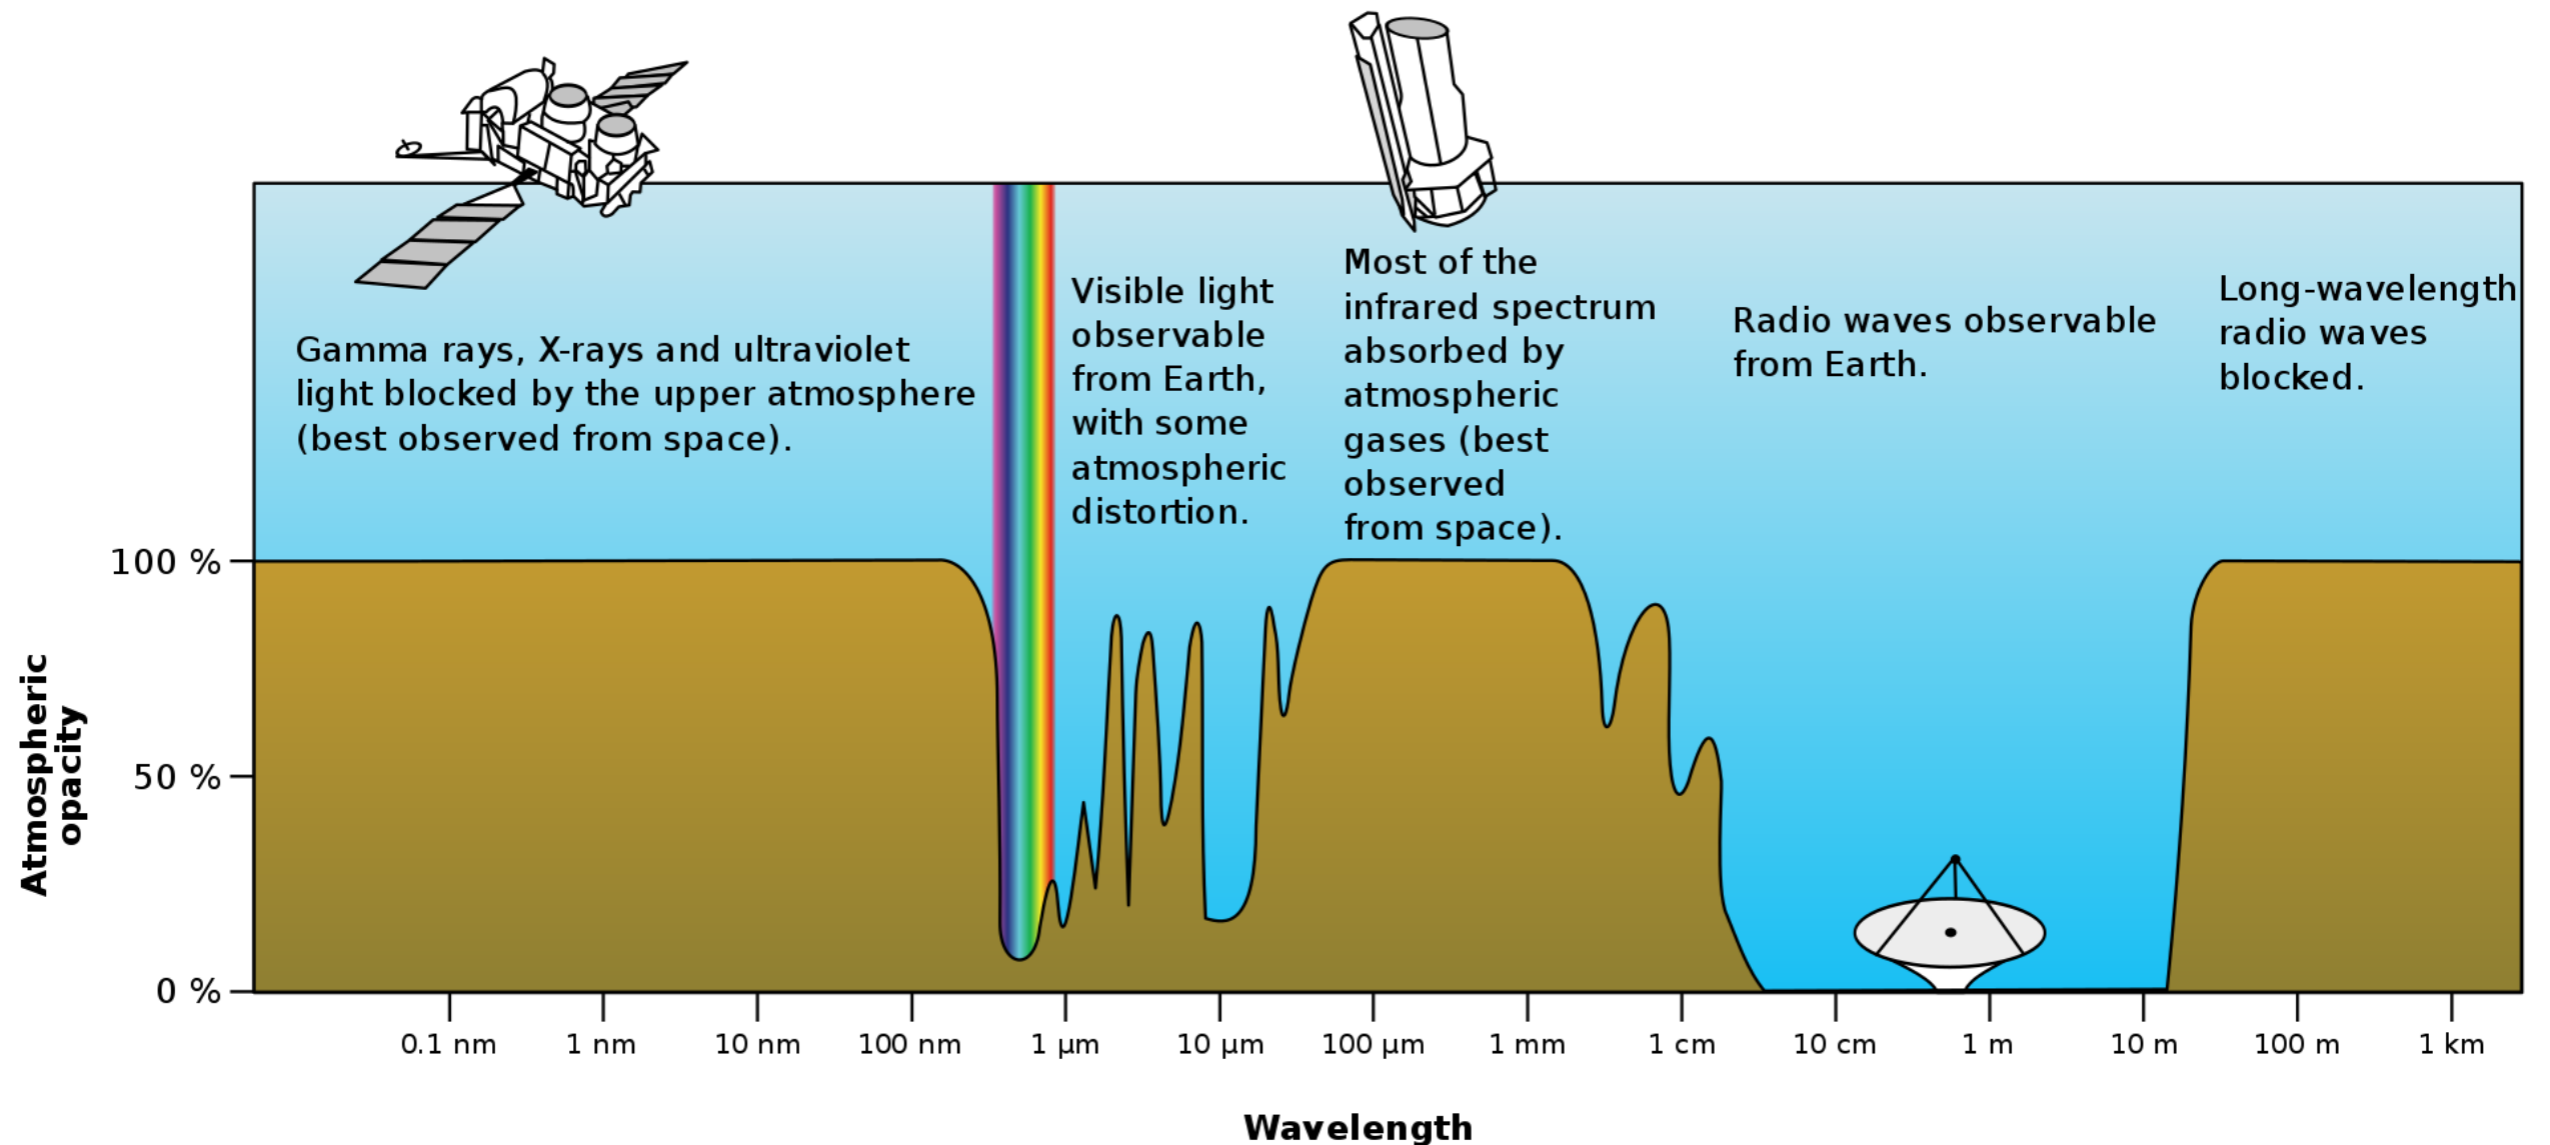 Gamma rays, X-rays and ultraviolet
light blocked by the upper atmosphere
(best observed from space).
Visible light
observable
from Earth,
with some
atmospheric
distortion.
Most of the
infrared spectrum
absorbed by
atmospheric
gases (best
observed
from space).
Radio waves observable
from Earth.
Long-wavelength
radio waves
blocked.
Atmospheric
opacity
100 %
50 %
0 %
0.1 nm
1 nm
10 nm
100 nm
1 μm
10 μm
100 μm
1 mm
1 cm
10 cm
1 m
10 m
100 m
1 km
Wavelength